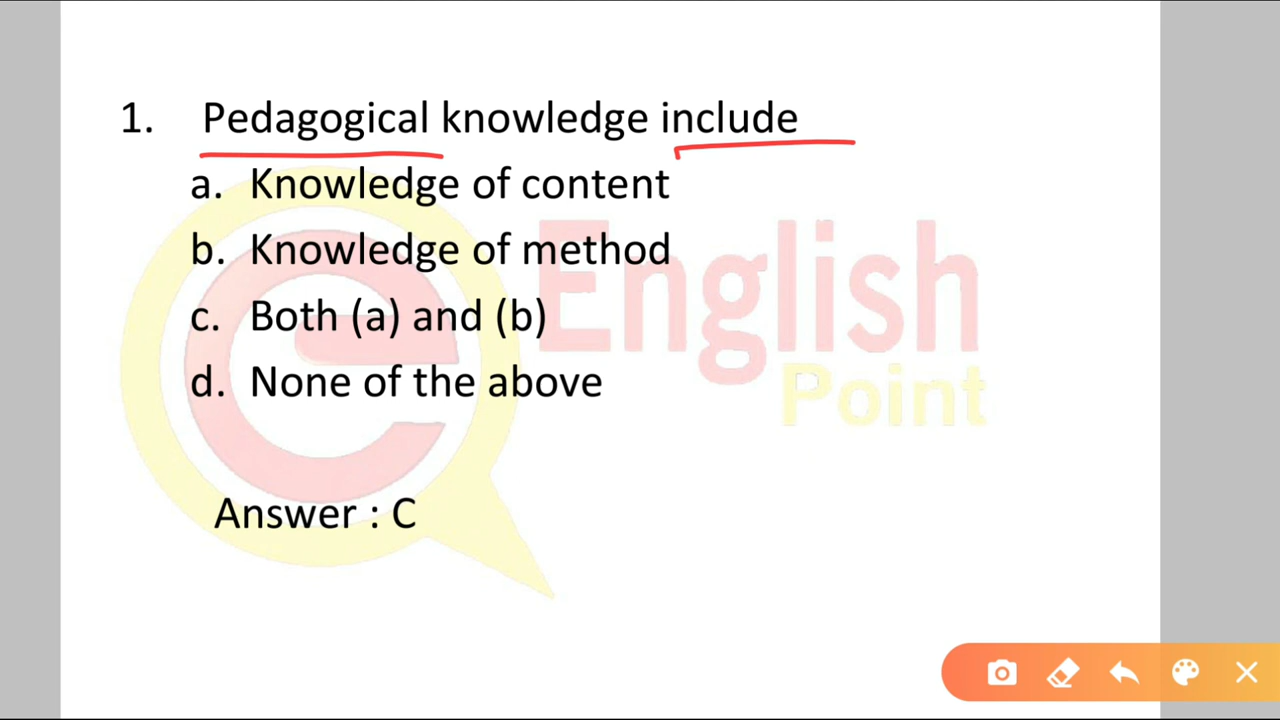 1. Pedagogical knowledge include
a. Knowledge of content
b. Knowledge of method
c. Both (a) and (b)
d. None of the above
English
Point
Answer : C